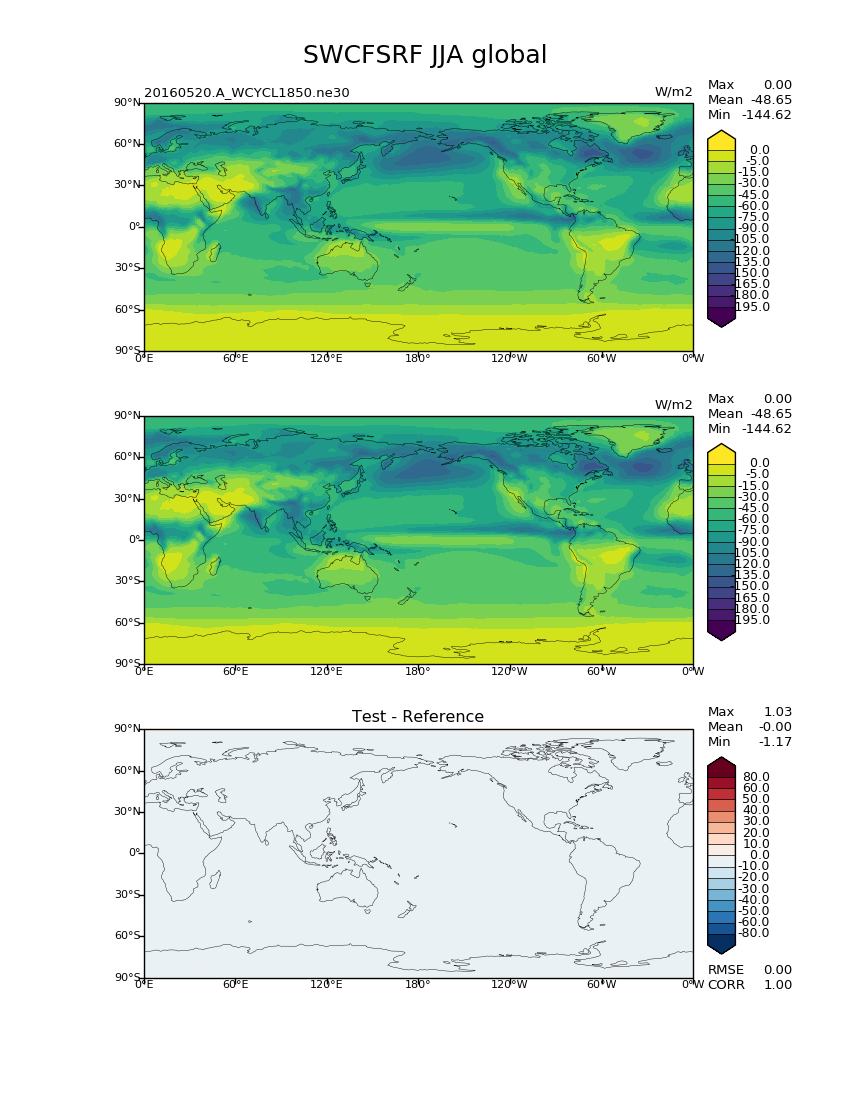 SWCFSRF JJA global
20160520.A_WCYCL1850.ne30
W/m2
Max 0.00
Mean -48.65
Min -144.62
90°N
60°N
30°N
0°
30°S
60°S
90°S
0°E 60°E 120°E 180° 120°W 60°W 0°W
0.0
-5.0
-15.0
-30.0
-45.0
-60.0
-75.0
-90.0
-105.0
-120.0
-135.0
-150.0
-165.0
-180.0
-195.0
W/m2
Max 0.00
Mean -48.65
Min -144.62
90°N
60°N
30°N
0°
30°S
60°S
90°S
0°E 60°E 120°E 180° 120°W 60°W 0°W
0.0
-5.0
-15.0
-30.0
-45.0
-60.0
-75.0
-90.0
-105.0
-120.0
-135.0
-150.0
-165.0
-180.0
-195.0
Test - Reference
Max 1.03
Mean -0.00
Min -1.17
90°N
60°N
30°N
0°
30°S
60°S
90°S
0°E 60°E 120°E 180° 120°W 60°W 0°W
80.0
60.0
50.0
40.0
30.0
20.0
10.0
0.0
-10.0
-20.0
-30.0
-40.0
-50.0
-60.0
-80.0
RMSE 0.00
CORR 1.00